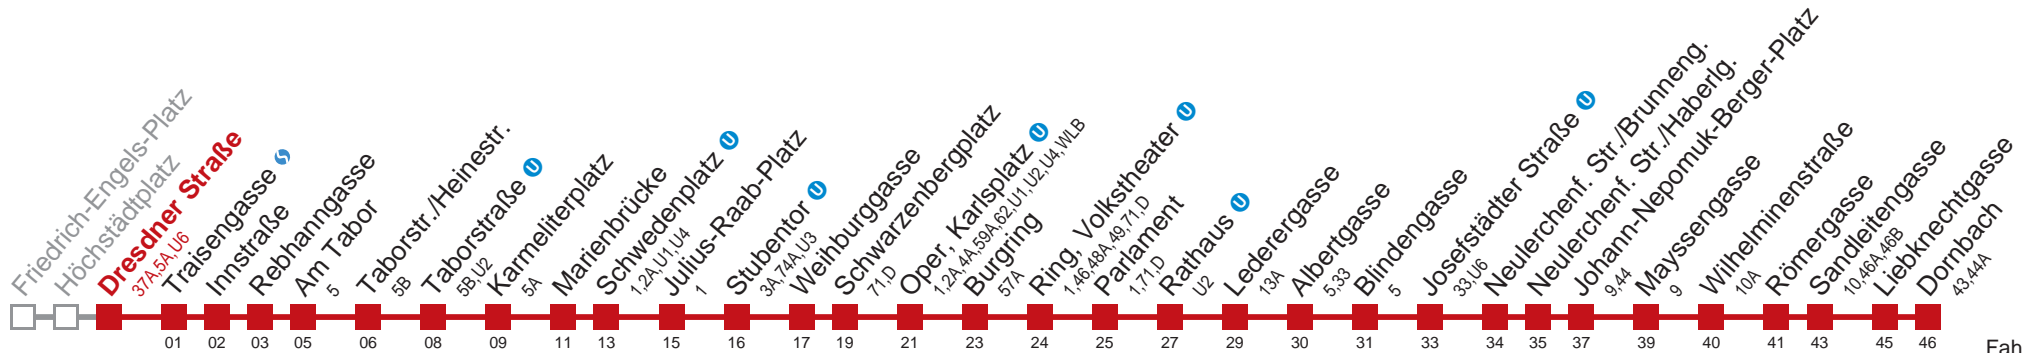 Friedrich-Engels-Platz
Höchstädtplatz
Dresdner Straße
37A,5A,U6
Traisengasse S
Innstraße
Rebhanngasse
Am Tabor
5
Taborstr./Heinestr.
5B
Taborstraße U
5B,U2
Karmeliterplatz
5A
Marienbrücke
Schwedenplatz U
1,2A,U1,U4
Julius-Raab-Platz
1
Stubentor U
3A,74A,U3
Weihburggasse
Schwarzenbergplatz
71,D
Oper, Karlsplatz U
1,2A,4A,59A,62,U1,U2,U4,WLB
Burgring
57A
Ring, Volkstheater U
1,46,48A,49,71,D
Parlament
1,71,D
Rathaus U
U2
Lederergasse
13A
Albertgasse
5,33
Blindengasse
5
Josefstädter Straße U
33,U6
Neulerchenf. Str./Brunneng.
Neulerchenf. Str./Haberlg.
Johann-Nepomuk-Berger-Platz
9,44
Mayssengasse
9
Wilhelminenstraße
10A
Römergasse
Sandleitengasse
10,46A,46B
Liebknechtgasse
Dornbach
43,44A
01 02 03 05 06 08 09 11 13 15 16 17 19 21 23 24 25 27 29 30 31 33 34 35 37 39 40 41 43 45 46
Fah